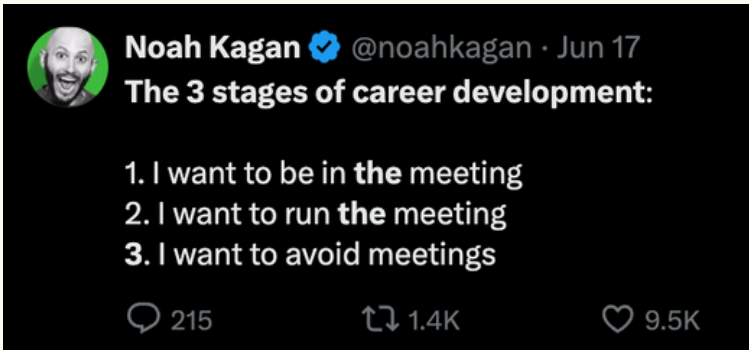 Noah Kagan @noahkagan · Jun 17
The 3 stages of career development:
1. I want to be in the meeting
2. I want to run the meeting
3. I want to avoid meetings
215 1.4K 9.5K